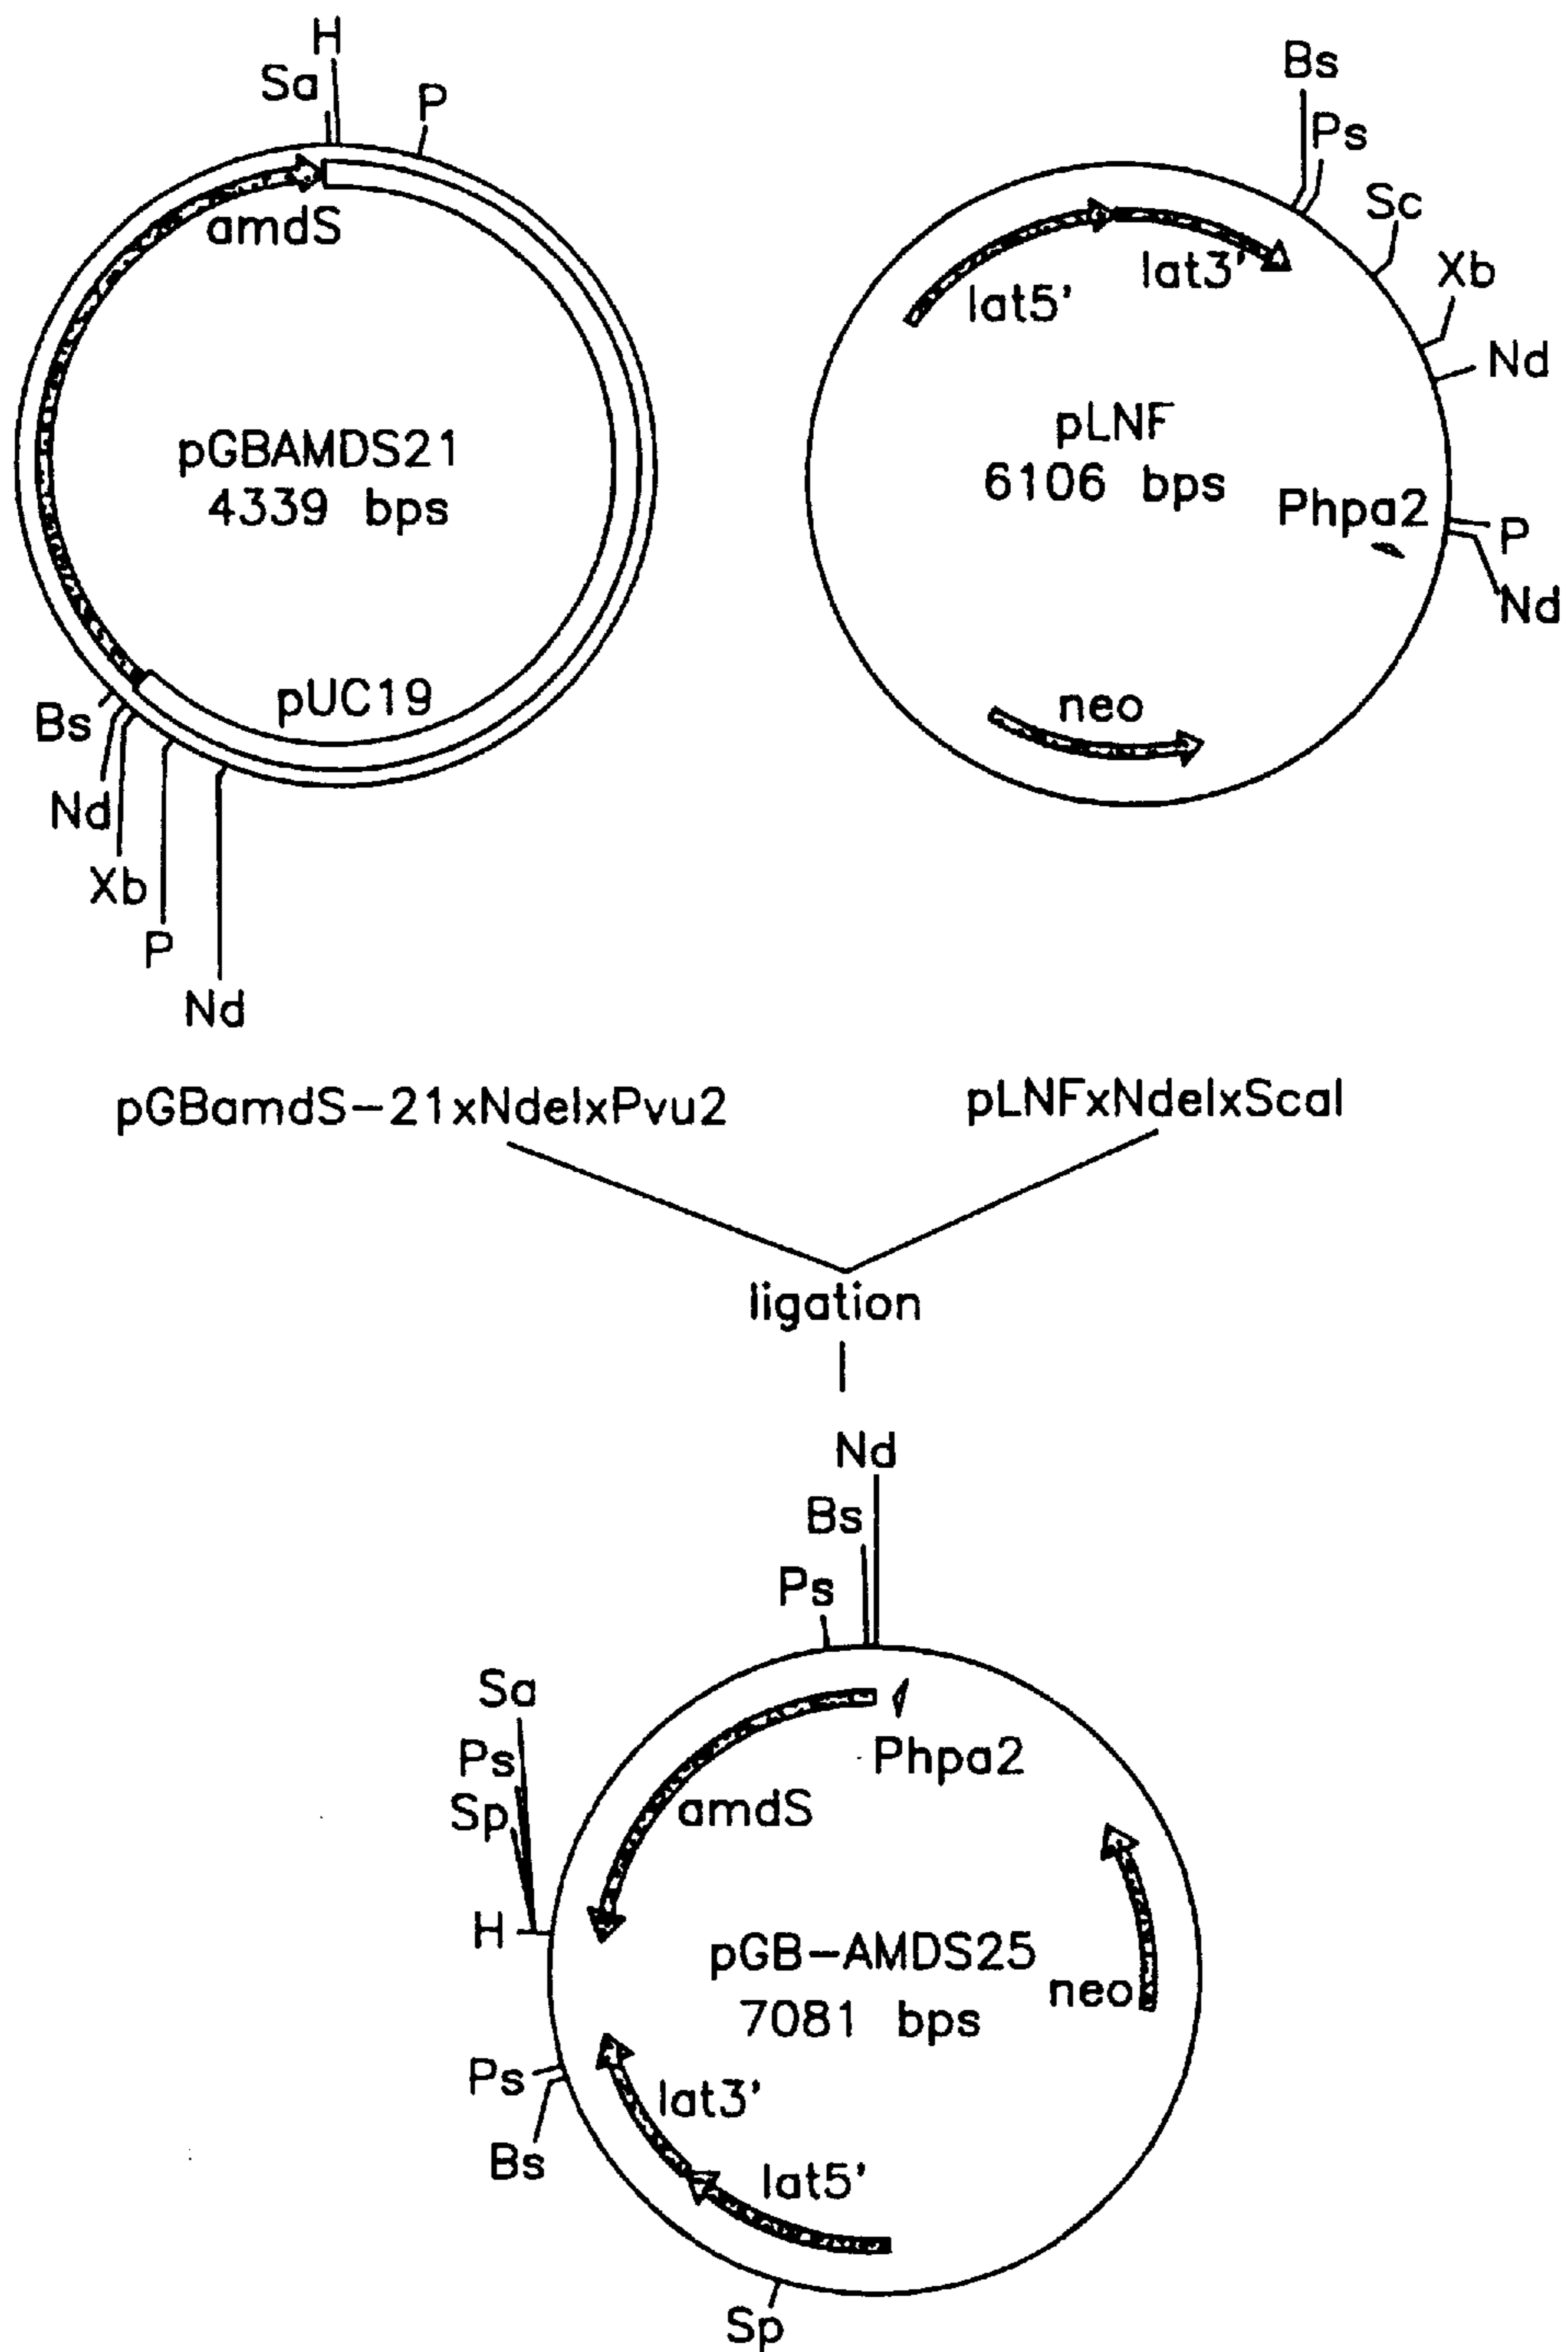 H
Sa
P
amdS
pGBAMDS21
4339 bps
pUC19
Bs
Nd
Xb
P
Nd
Bs
Ps
Sc
Xb
Nd
lat5'
lat3'
pLNF
6106 bps
Phpa2
P
Nd
neo
pGBamdS-21xNdeIxPvu2
pLNFxNdeIxScaI
ligation
Nd
Bs
Ps
Sa
Ps
Sp
H
Phpa2
amdS
pGB-AMDS25
7081 bps
neo
Ps
Bs
lat3'
lat5'
Sp